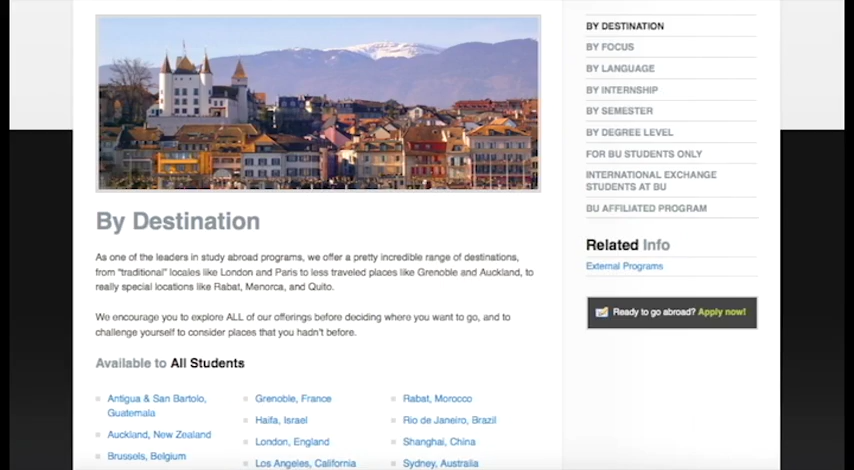 By Destination
As one of the leaders in study abroad programs, we offer a pretty incredible range of destinations,
from "traditional" locales like London and Paris to less traveled places like Grenoble and Auckland, to
really special locations like Rabat, Menorca, and Quito.
We encourage you to explore ALL of our offerings before deciding where you want to go, and to
challenge yourself to consider places that you hadn't before.
Available to All Students
Antigua & San Bartolo,
Guatemala
Auckland, New Zealand
Brussels, Belgium
Grenoble, France
Haifa, Israel
London, England
Los Angeles, California
Rabat, Morocco
Rio de Janeiro, Brazil
Shanghai, China
Sydney, Australia
BY DESTINATION
BY FOCUS
BY LANGUAGE
BY INTERNSHIP
BY SEMESTER
BY DEGREE LEVEL
FOR BU STUDENTS ONLY
INTERNATIONAL EXCHANGE
STUDENTS AT BU
BU AFFILIATED PROGRAM
Related Info
External Programs
Ready to go abroad? Apply now!